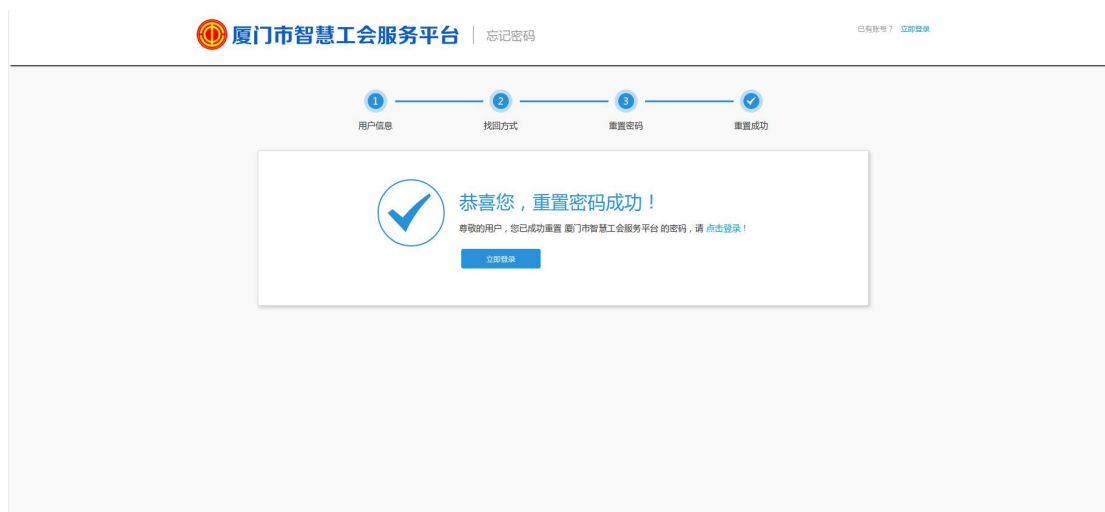 厦门市智慧工会服务平台 忘记密码 已有账号？ 立即登录
1 2 3
用户信息 找回方式 重置密码 重置成功
恭喜您，重置密码成功！
尊敬的用户，您已成功重置 厦门市智慧工会服务平台 的密码，请 点击登录！
立即登录